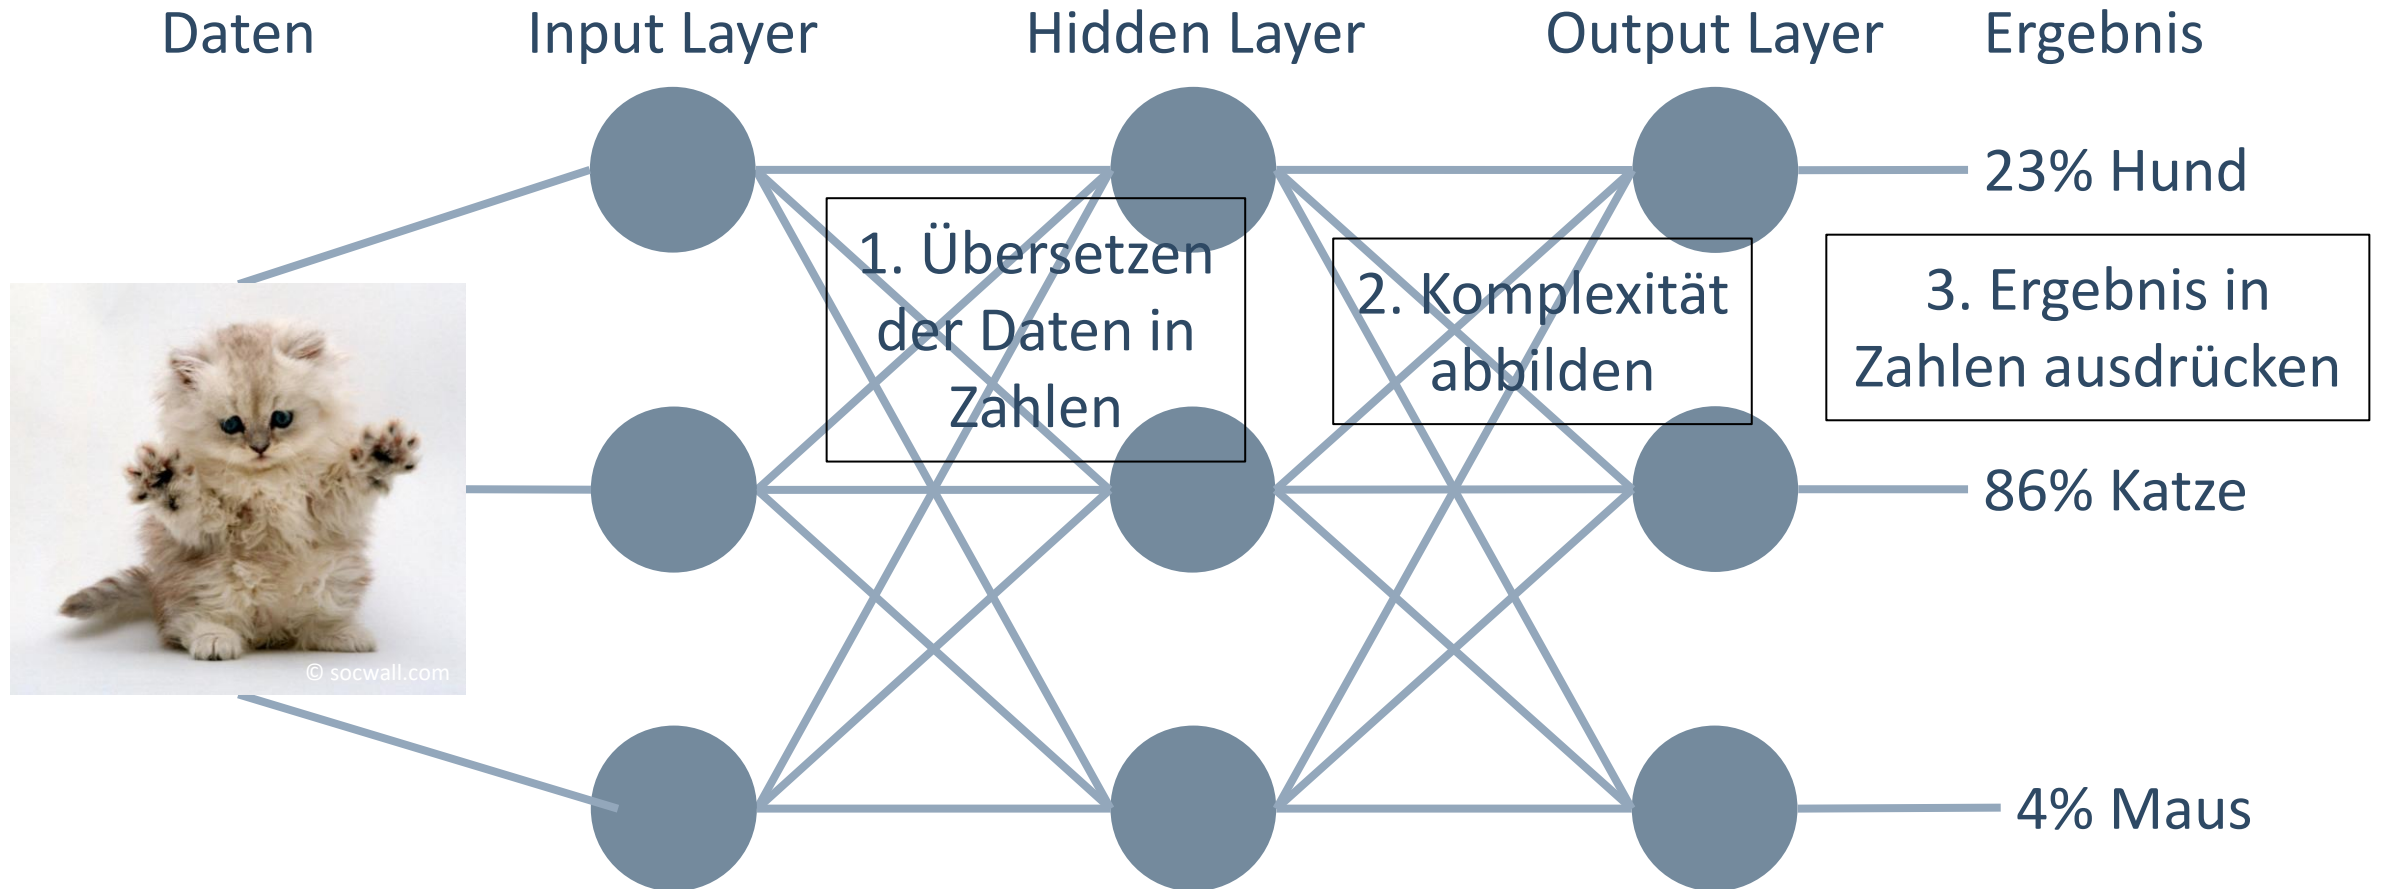 Daten
Input Layer
Hidden Layer
Output Layer
Ergebnis
23% Hund
1. Übersetzen
der Daten in
Zahlen
2. Komplexität
abbilden
3. Ergebnis in
Zahlen ausdrücken
86% Katze
© socwall.com
4% Maus